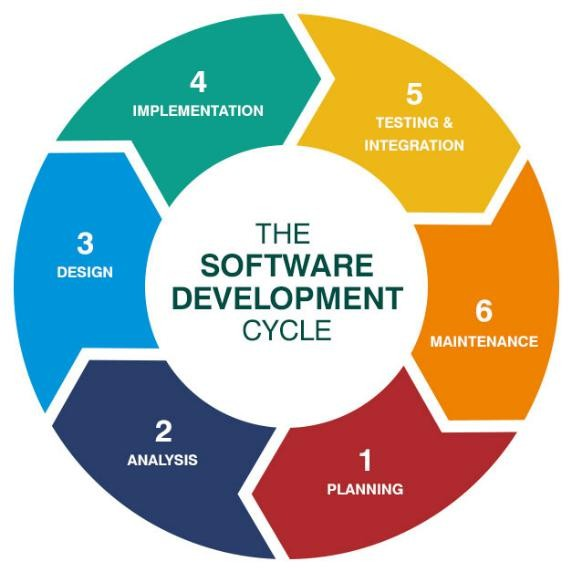 THE
SOFTWARE
DEVELOPMENT
CYCLE
1
PLANNING
2
ANALYSIS
3
DESIGN
4
IMPLEMENTATION
5
TESTING &
INTEGRATION
6
MAINTENANCE